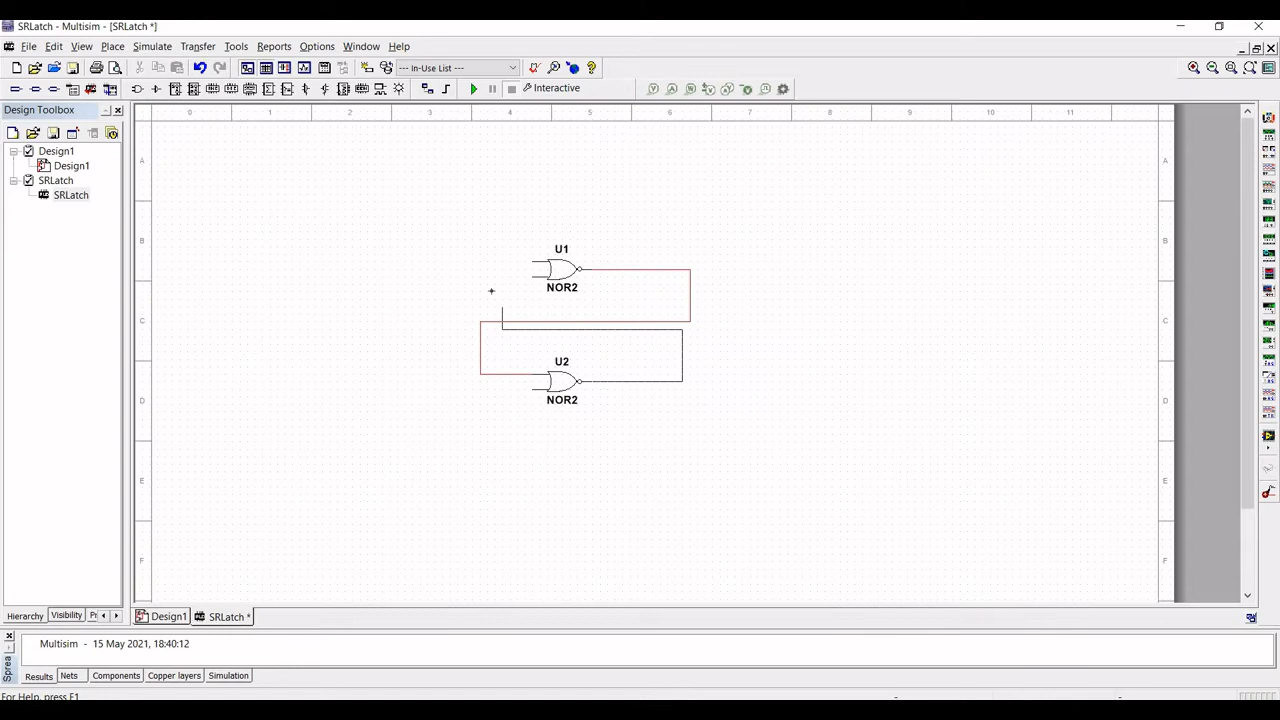 SRLatch - Multisim - [SRLatch *]
File Edit View Place Simulate Transfer Tools Reports Options Window Help
--- In-Use List ---
Interactive
Design Toolbox
0 1 2 3 4 5 6 7 8 9 10 11
Design1
Design1
SRLatch
SRLatch
A A
B B
U1
NOR2
C C
U2
NOR2
D D
E E
F F
Hierarchy Visibility
Design1 SRLatch *
Multisim - 15 May 2021, 18:40:12
Sprea
Results Nets Components Copper layers Simulation
For Help, press F1